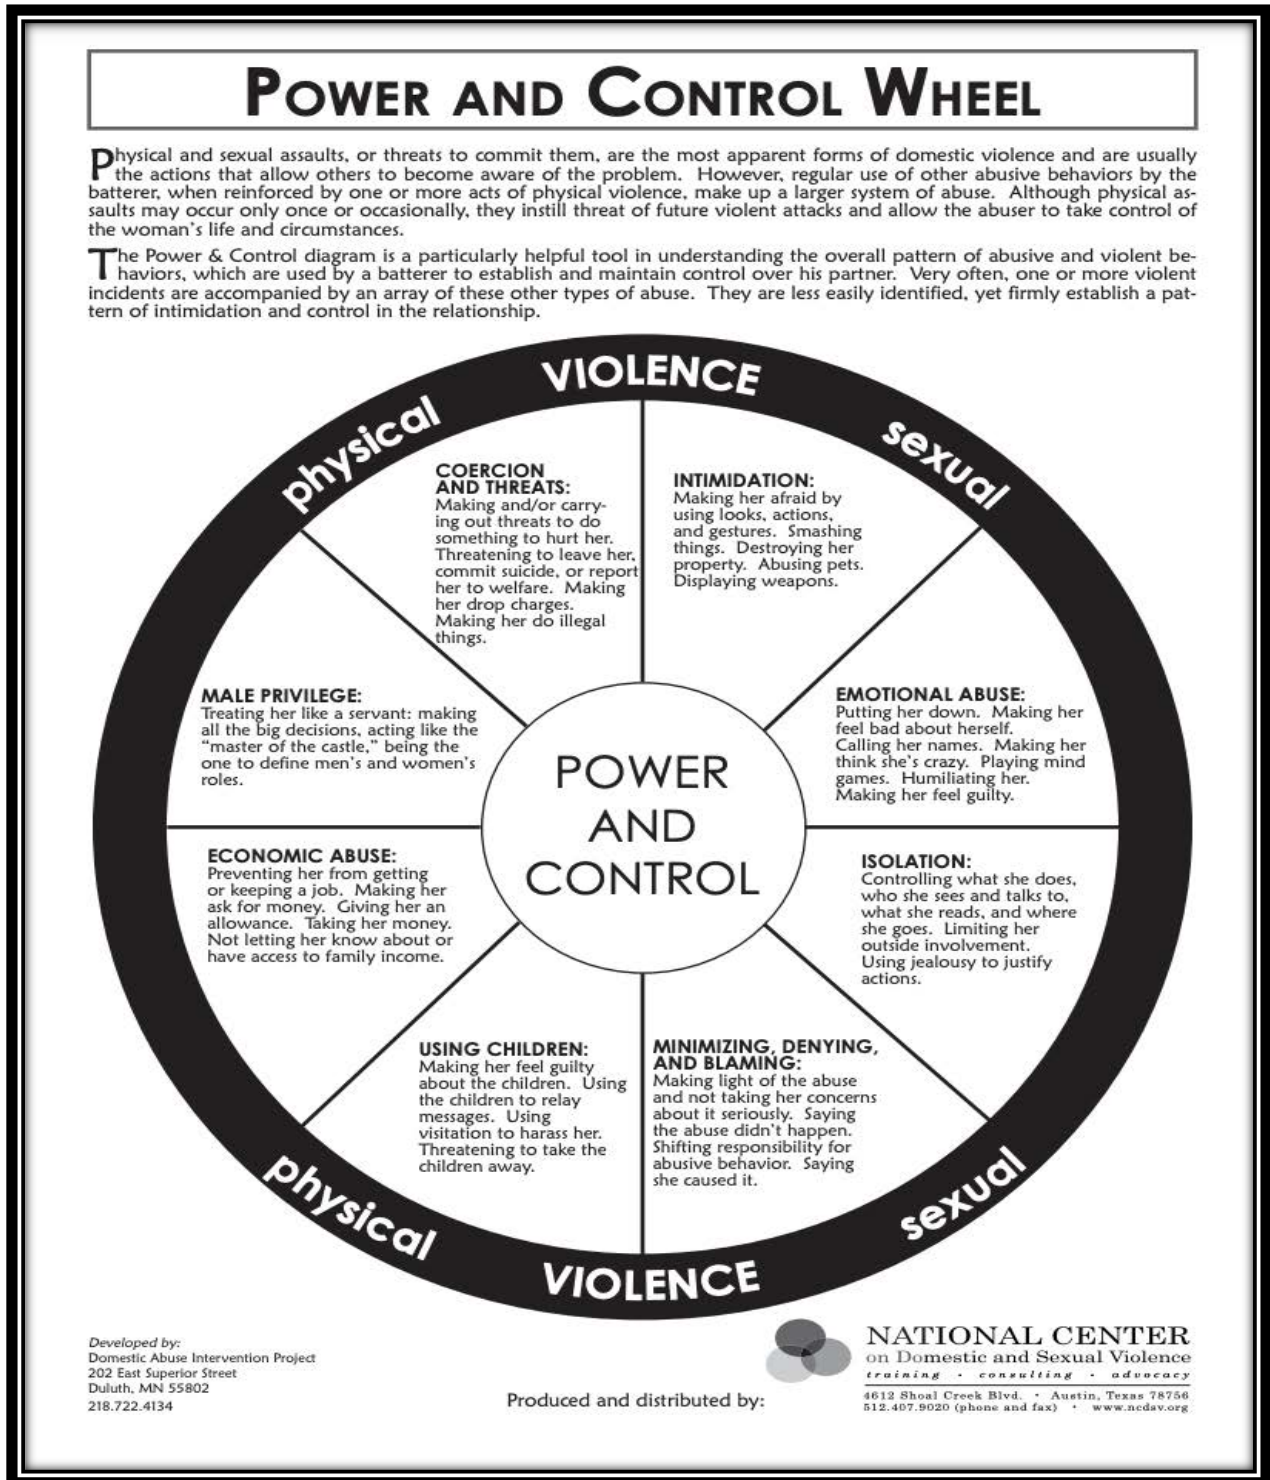 POWER AND CONTROL WHEEL
Physical and sexual assaults, or threats to commit them, are the most apparent forms of domestic violence and are usually
the actions that allow others to become aware of the problem. However, regular use of other abusive behaviors by the
batterer, when reinforced by one or more acts of physical violence, make up a larger system of abuse. Although physical as-
saults may occur only once or occasionally, they instill threat of future violent attacks and allow the abuser to take control of
the woman's life and circumstances.
The Power & Control diagram is a particularly helpful tool in understanding the overall pattern of abusive and violent be-
haviors, which are used by a batterer to establish and maintain control over his partner. Very often, one or more violent
incidents are accompanied by an array of these other types of abuse. They are less easily identified, yet firmly establish a pat-
tern of intimidation and control in the relationship.
physical
VIOLENCE
sexual
COERCION
AND THREATS:
Making and/or carry-
ing out threats to do
something to hurt her.
Threatening to leave her,
commit suicide, or report
her to welfare. Making
her drop charges.
Making her do illegal
things.
INTIMIDATION:
Making her afraid by
using looks, actions,
and gestures. Smashing
things. Destroying her
property. Abusing pets.
Displaying weapons.
MALE PRIVILEGE:
Treating her like a servant: making
all the big decisions, acting like the
"master of the castle," being the
one to define men's and women's
roles.
EMOTIONAL ABUSE:
Putting her down. Making her
feel bad about herself.
Calling her names. Making her
think she's crazy. Playing mind
games. Humiliating her.
Making her feel guilty.
POWER
AND
CONTROL
ECONOMIC ABUSE:
Preventing her from getting
or keeping a job. Making her
ask for money. Giving her an
allowance. Taking her money.
Not letting her know about or
have access to family income.
ISOLATION:
Controlling what she does,
who she sees and talks to,
what she reads, and where
she goes. Limiting her
outside involvement.
Using jealousy to justify
actions.
USING CHILDREN:
Making her feel guilty
about the children. Using
the children to relay
messages. Using
visitation to harass her.
Threatening to take the
children away.
MINIMIZING, DENYING,
AND BLAMING:
Making light of the abuse
and not taking her concerns
about it seriously. Saying
the abuse didn't happen.
Shifting responsibility for
abusive behavior. Saying
she caused it.
physical
VIOLENCE
sexual
Developed by:
Domestic Abuse Intervention Project
202 East Superior Street
Duluth, MN 55802
218.722.4134
Produced and distributed by:
NATIONAL CENTER
on Domestic and Sexual Violence
training · consulting · advocacy
4612 Shoal Creek Blvd. · Austin, Texas 78756
512.407.9020 (phone and fax) · www.ncdsv.org